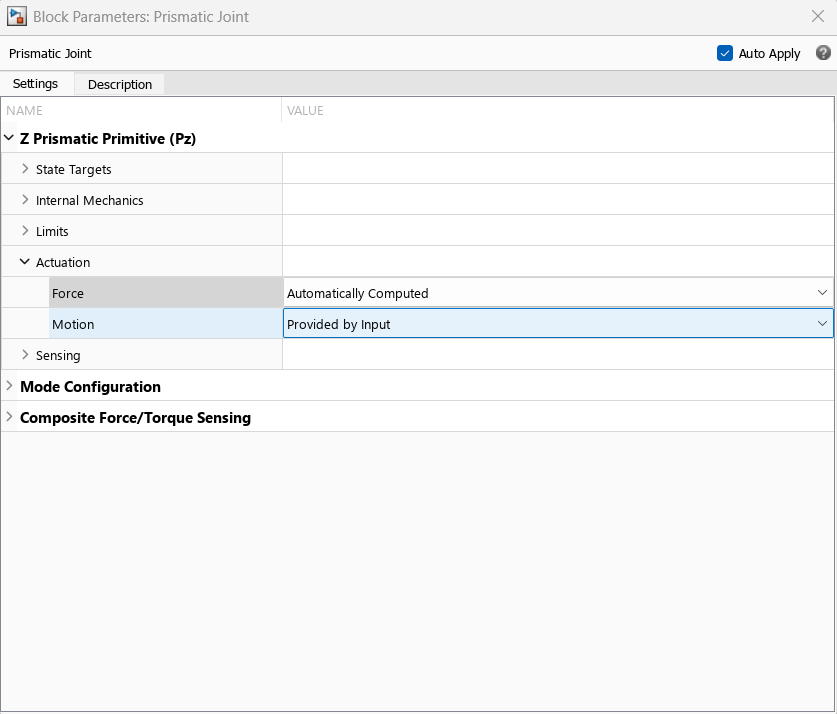 Block Parameters: Prismatic Joint
Prismatic Joint
Auto Apply
Settings Description
NAME VALUE
Z Prismatic Primitive (Pz)
State Targets
Internal Mechanics
Limits
Actuation
Force Automatically Computed
Motion Provided by Input
Sensing
Mode Configuration
Composite Force/Torque Sensing